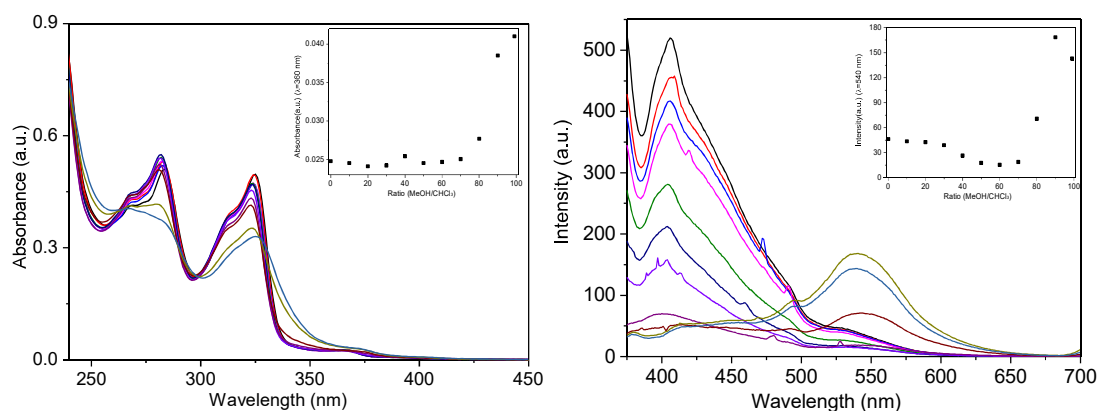 0.9
0.6
0.3
0.0
Absorbance (a.u.)
250 300 350 400 450
Wavelength (nm)
0.040
0.035
0.030
0.025
Absorbance(a.u.) (λ=360 nm)
0 20 40 60 80 100
Ratio (MeOH/CHCl₃)
500
400
300
200
100
0
Intensity (a.u.)
400 450 500 550 600 650 700
Wavelength (nm)
180
150
120
90
60
30
0
Intensity(a.u.) (λ=540 nm)
0 20 40 60 80 100
Ratio (MeOH/CHCl₃)